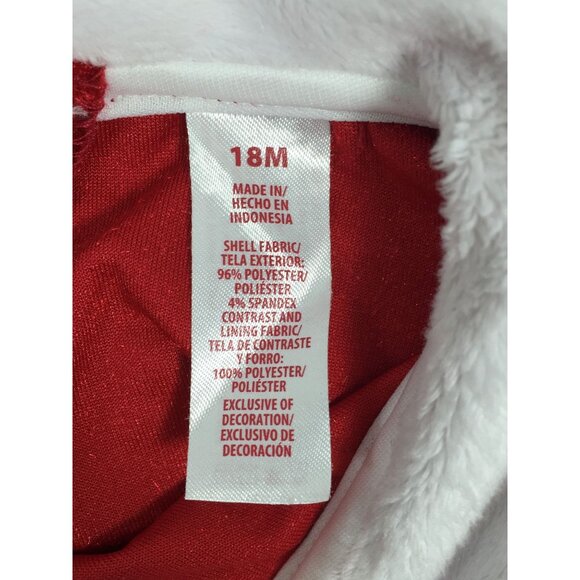 18M
MADE IN/
HECHO EN
INDONESIA
SHELL FABRIC/
TELA EXTERIOR:
96% POLYESTER/
POLIÉSTER
4% SPANDEX
CONTRAST AND
LINING FABRIC/
TELA DE CONTRASTE
Y FORRO:
100% POLYESTER/
POLIÉSTER
EXCLUSIVE OF
DECORATION/
EXCLUSIVO DE
DECORACIÓN